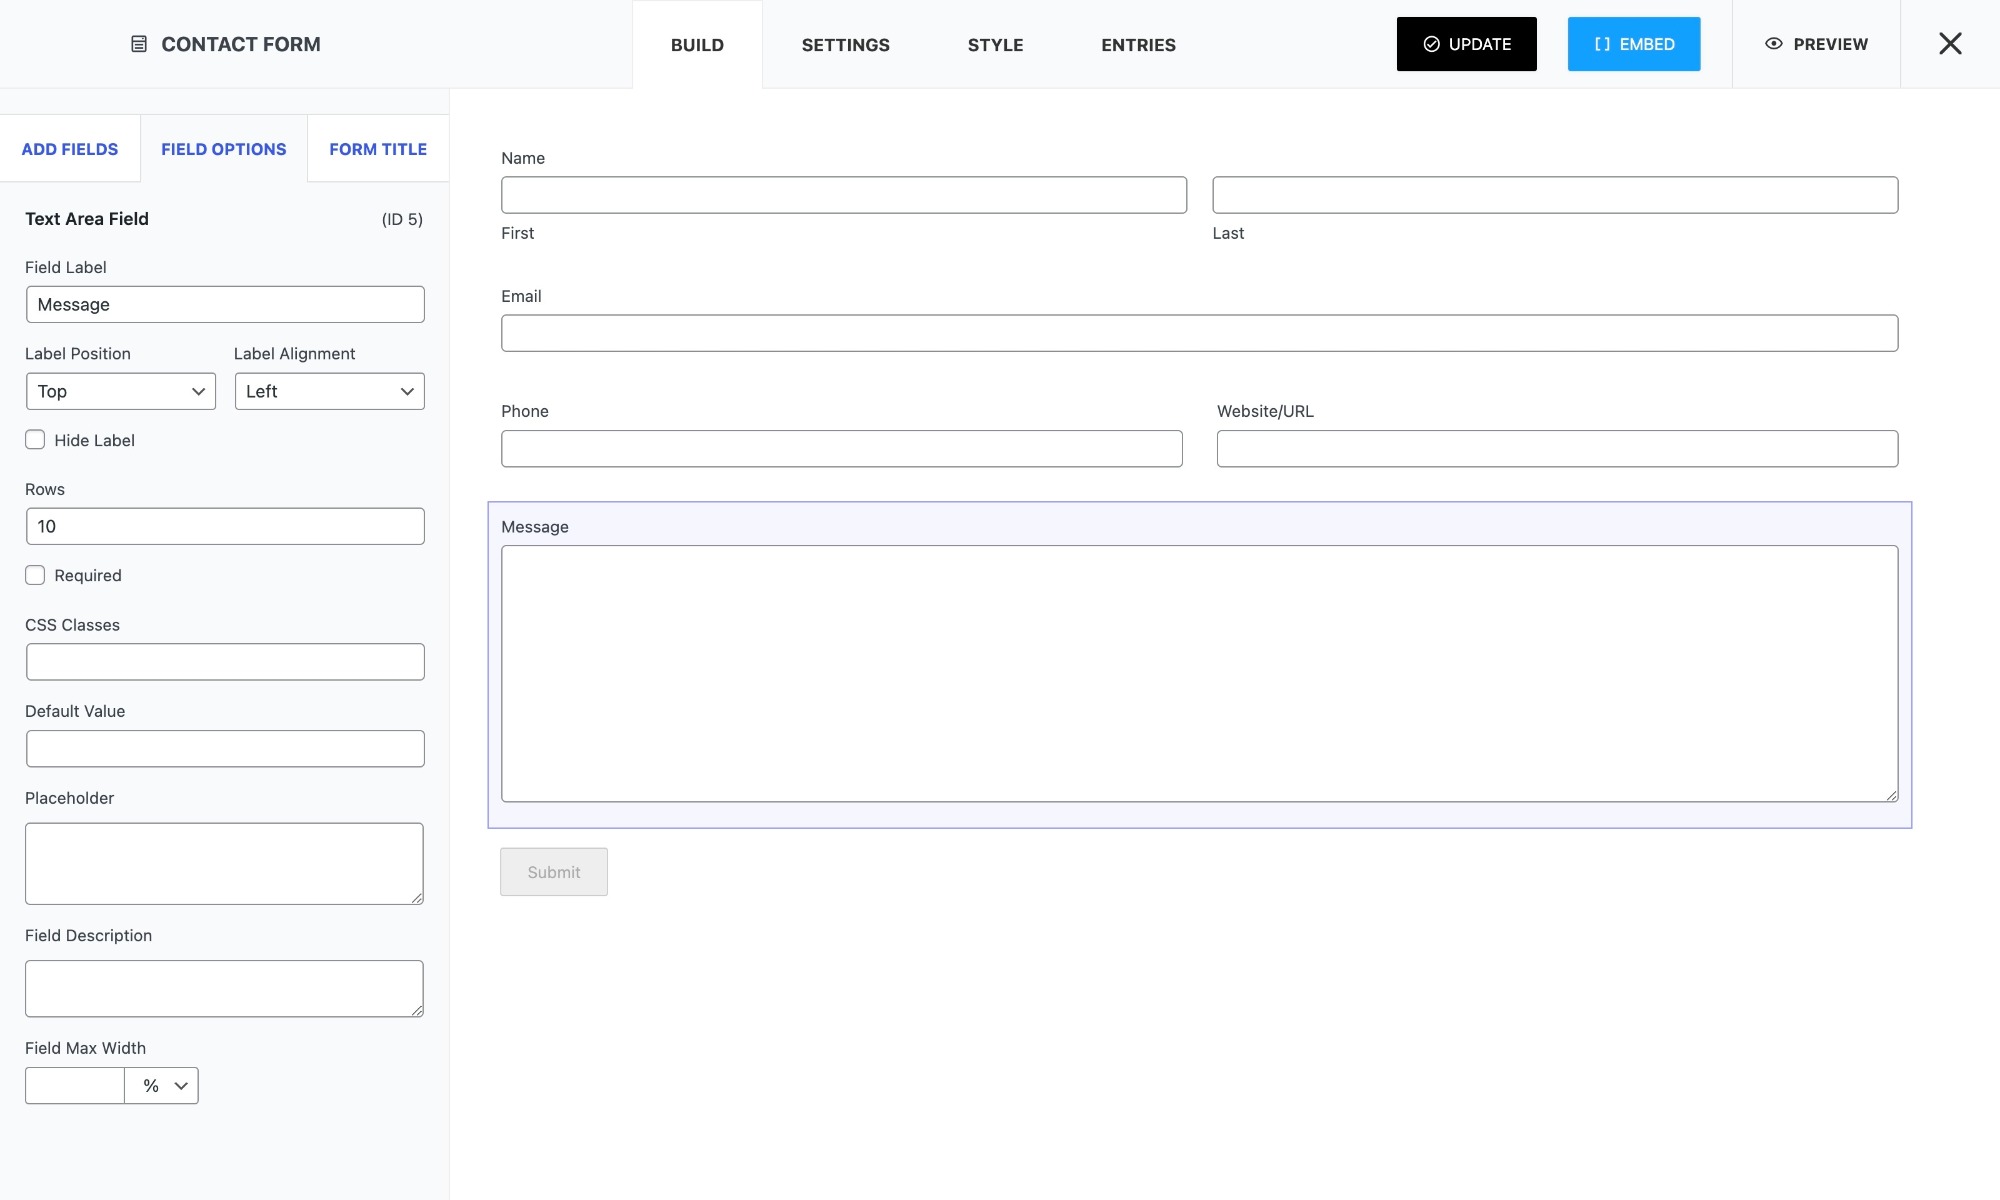 CONTACT FORM
BUILD
SETTINGS
STYLE
ENTRIES
UPDATE
[ ] EMBED
PREVIEW
ADD FIELDS
FIELD OPTIONS
FORM TITLE
Text Area Field
(ID 5)
Field Label
Message
Label Position
Label Alignment
Top
Left
Hide Label
Rows
10
Required
CSS Classes
Default Value
Placeholder
Field Description
Field Max Width
%
Name
First
Last
Email
Phone
Website/URL
Message
Submit